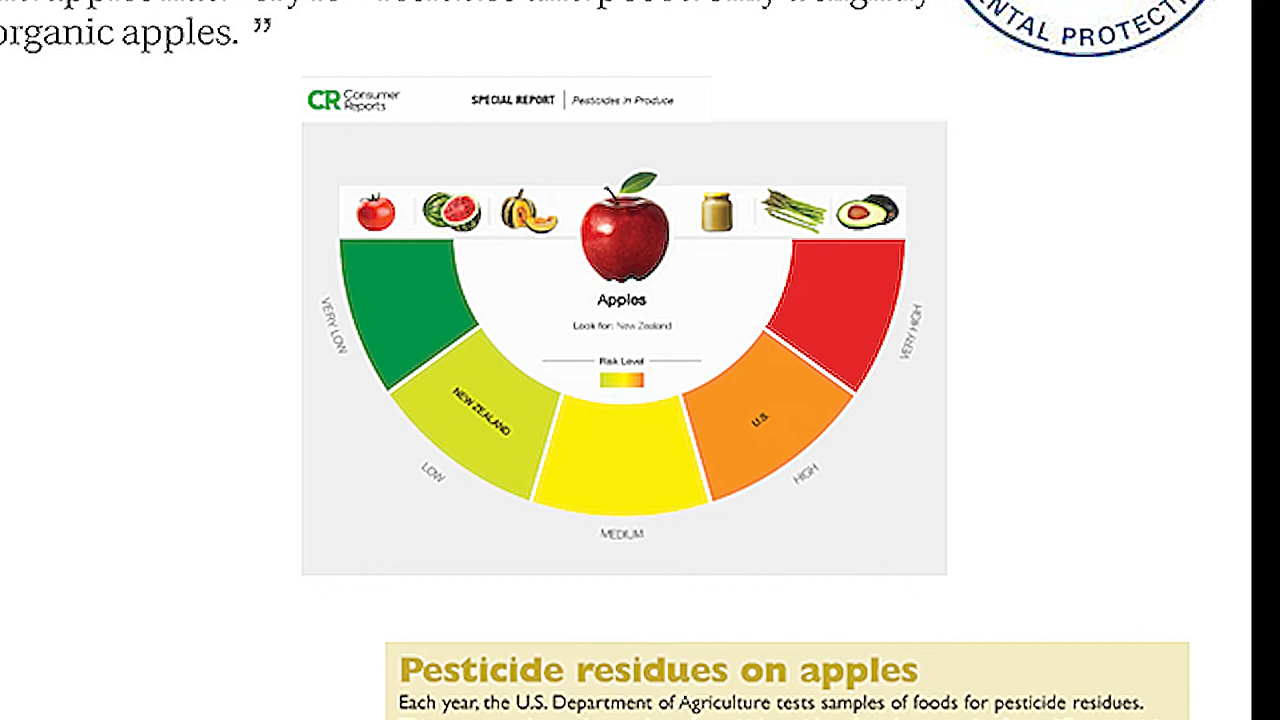 organic apples. ”
NTAL PROTECTI
CR Consumer Reports
SPECIAL REPORT | Pesticides in Produce
Apples
Look for: New Zealand
Risk Level
VERY LOW
LOW
NEW ZEALAND
MEDIUM
U.S.
HIGH
VERY HIGH
Pesticide residues on apples
Each year, the U.S. Department of Agriculture tests samples of foods for pesticide residues.